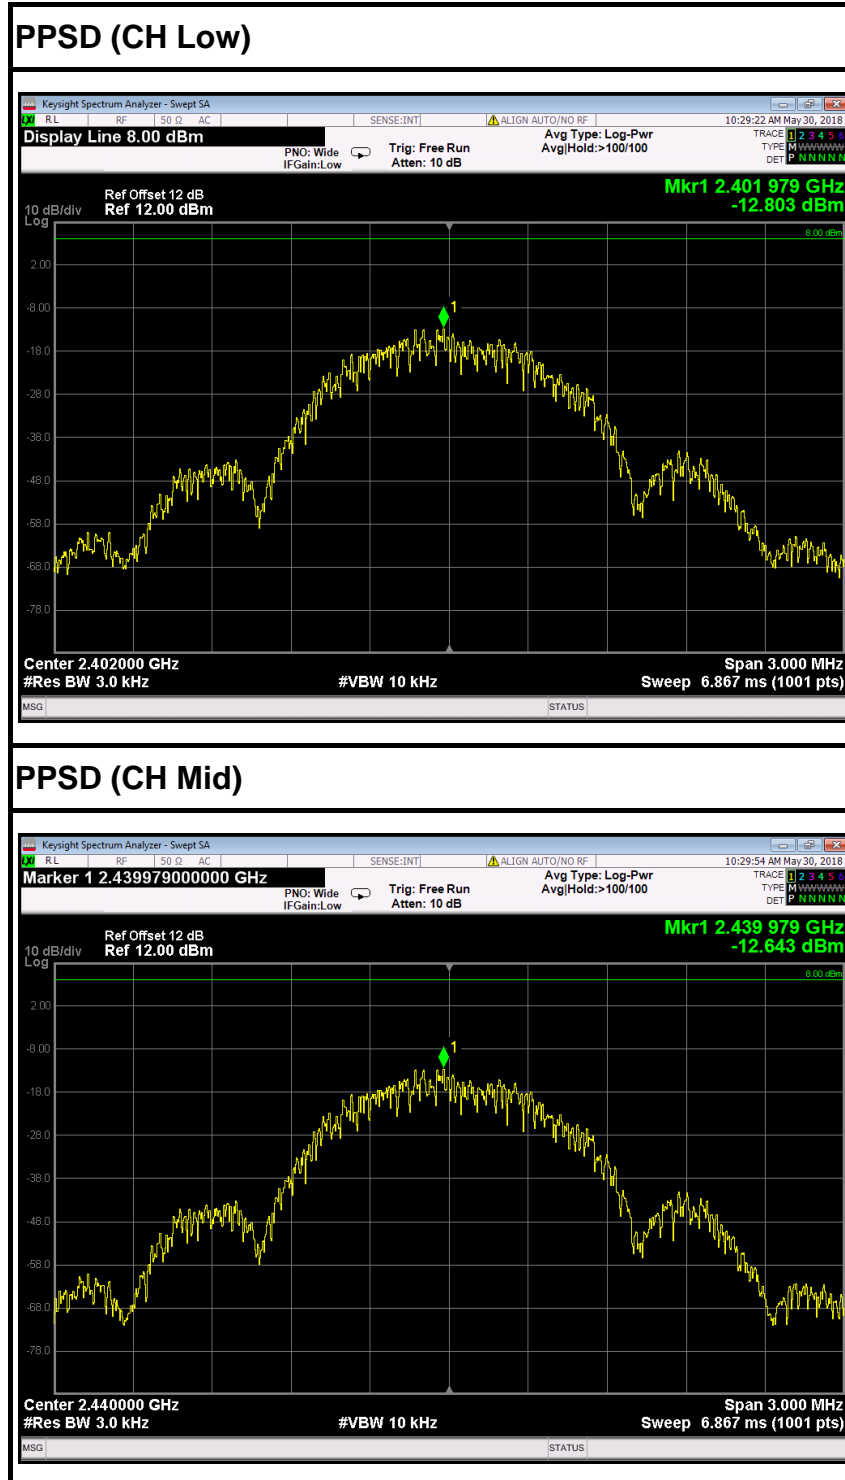 PPSD (CH Low)
Keysight Spectrum Analyzer - Swept SA
LXI RL RF 50 Ω AC SENSE:INT ALIGN AUTO/NO RF 10:29:22 AM May 30, 2018
Display Line 8.00 dBm
PNO: Wide
IFGain:Low
Trig: Free Run
Atten: 10 dB
Avg Type: Log-Pwr
Avg|Hold:>100/100
TRACE 1 2 3 4 5 6
TYPE M WWWWW
DET P N N N N N
Mkr1 2.401 979 GHz
-12.803 dBm
Ref Offset 12 dB
10 dB/div Ref 12.00 dBm
Log
8.00 dBm
1
2.00
-8.00
-18.0
-28.0
-38.0
-48.0
-58.0
-68.0
-78.0
Center 2.402000 GHz Span 3.000 MHz
#Res BW 3.0 kHz #VBW 10 kHz Sweep 6.867 ms (1001 pts)
MSG STATUS
PPSD (CH Mid)
Keysight Spectrum Analyzer - Swept SA
LXI RL RF 50 Ω AC SENSE:INT ALIGN AUTO/NO RF 10:29:54 AM May 30, 2018
Marker 1 2.439979000000 GHz
PNO: Wide
IFGain:Low
Trig: Free Run
Atten: 10 dB
Avg Type: Log-Pwr
Avg|Hold:>100/100
TRACE 1 2 3 4 5 6
TYPE M WWWWW
DET P N N N N N
Mkr1 2.439 979 GHz
-12.643 dBm
Ref Offset 12 dB
10 dB/div Ref 12.00 dBm
Log
8.00 dBm
1
2.00
-8.00
-18.0
-28.0
-38.0
-48.0
-58.0
-68.0
-78.0
Center 2.440000 GHz Span 3.000 MHz
#Res BW 3.0 kHz #VBW 10 kHz Sweep 6.867 ms (1001 pts)
MSG STATUS